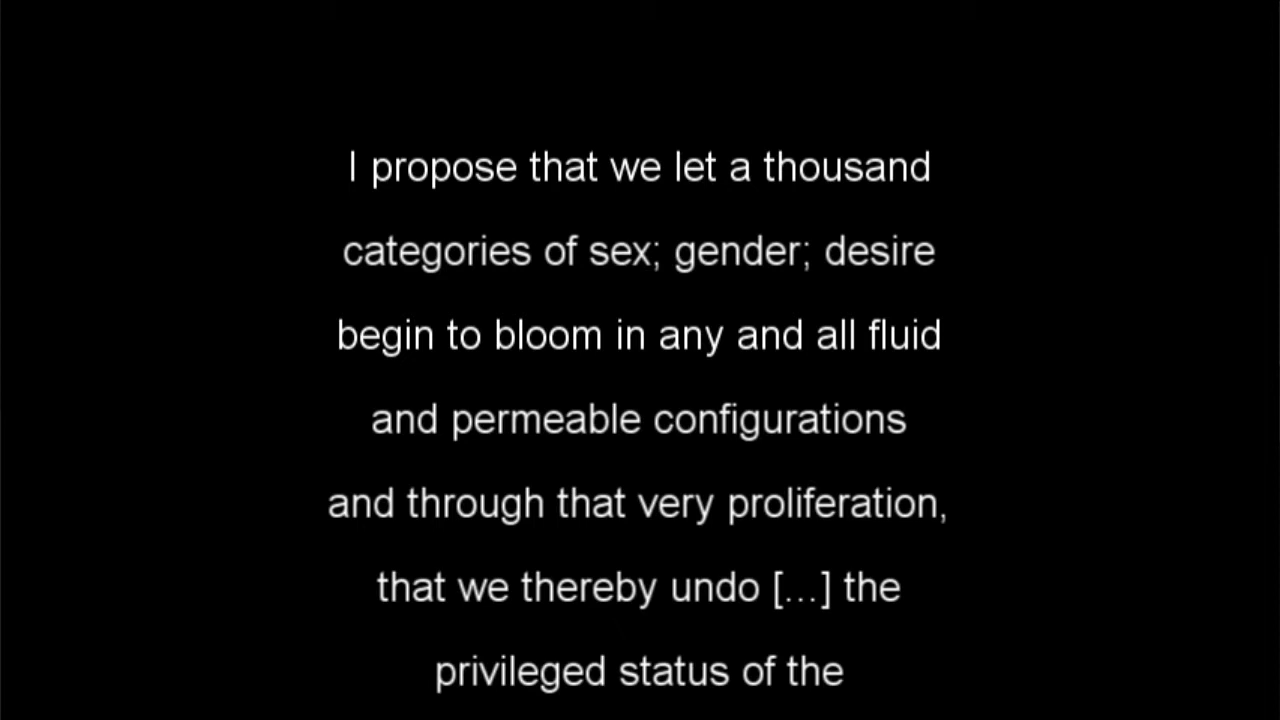 I propose that we let a thousand
categories of sex; gender; desire
begin to bloom in any and all fluid
and permeable configurations
and through that very proliferation,
that we thereby undo [...] the
privileged status of the